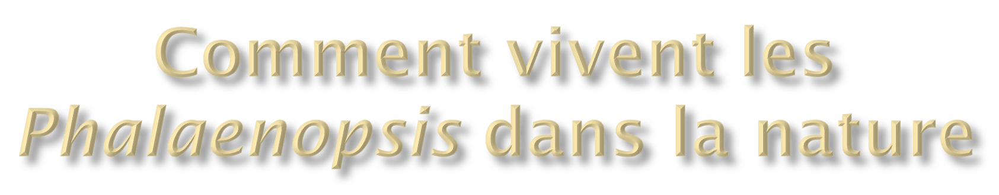 Comment vivent les
Phalaenopsis dans la nature